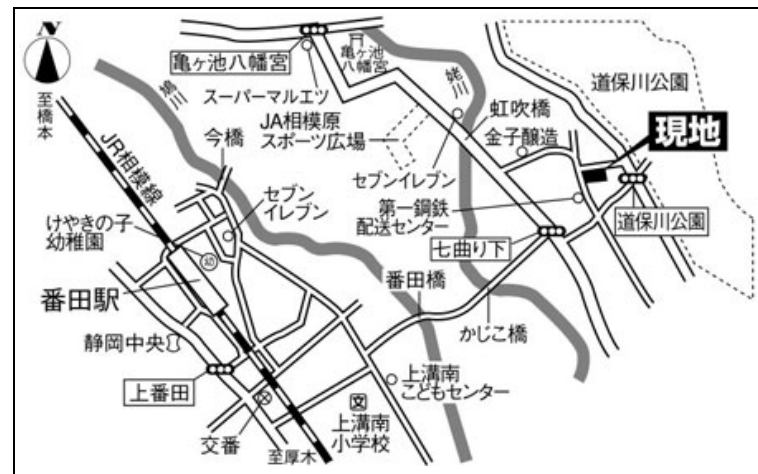 N
至橋本
JR相模線
鳩川
亀ヶ池八幡宮
亀ヶ池
八幡宮
スーパーマルエツ
姥川
JA相模原
スポーツ広場
虹吹橋
金子醸造
道保川公園
現地
今橋
セブンイレブン
第一鋼鉄
配送センター
道保川公園
七曲り下
けやきの子
幼稚園
セブン
イレブン
幼
番田駅
番田橋
かじこ橋
静岡中央
上番田
上溝南
こどもセンター
交番
文
上溝南
小学校
至厚木